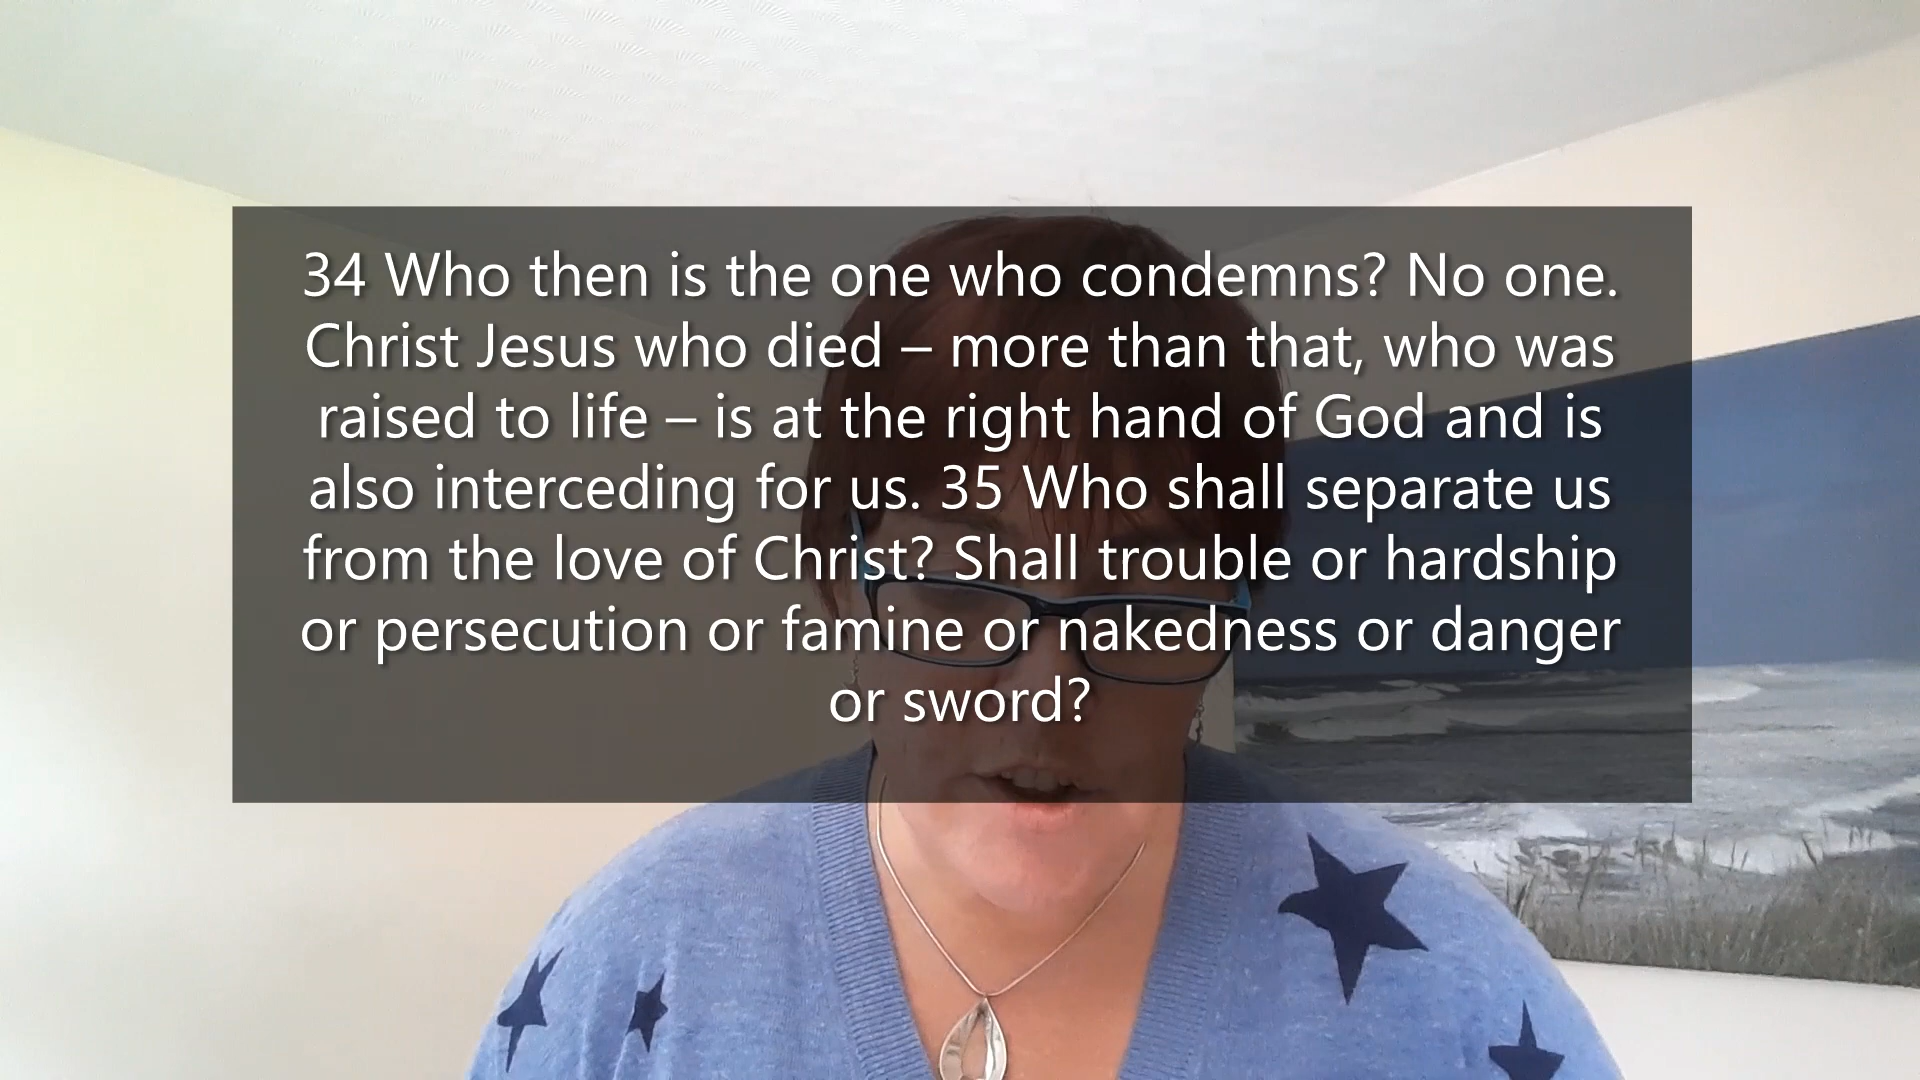 34 Who then is the one who condemns? No one.
Christ Jesus who died – more than that, who was
raised to life – is at the right hand of God and is
also interceding for us. 35 Who shall separate us
from the love of Christ? Shall trouble or hardship
or persecution or famine or nakedness or danger
or sword?